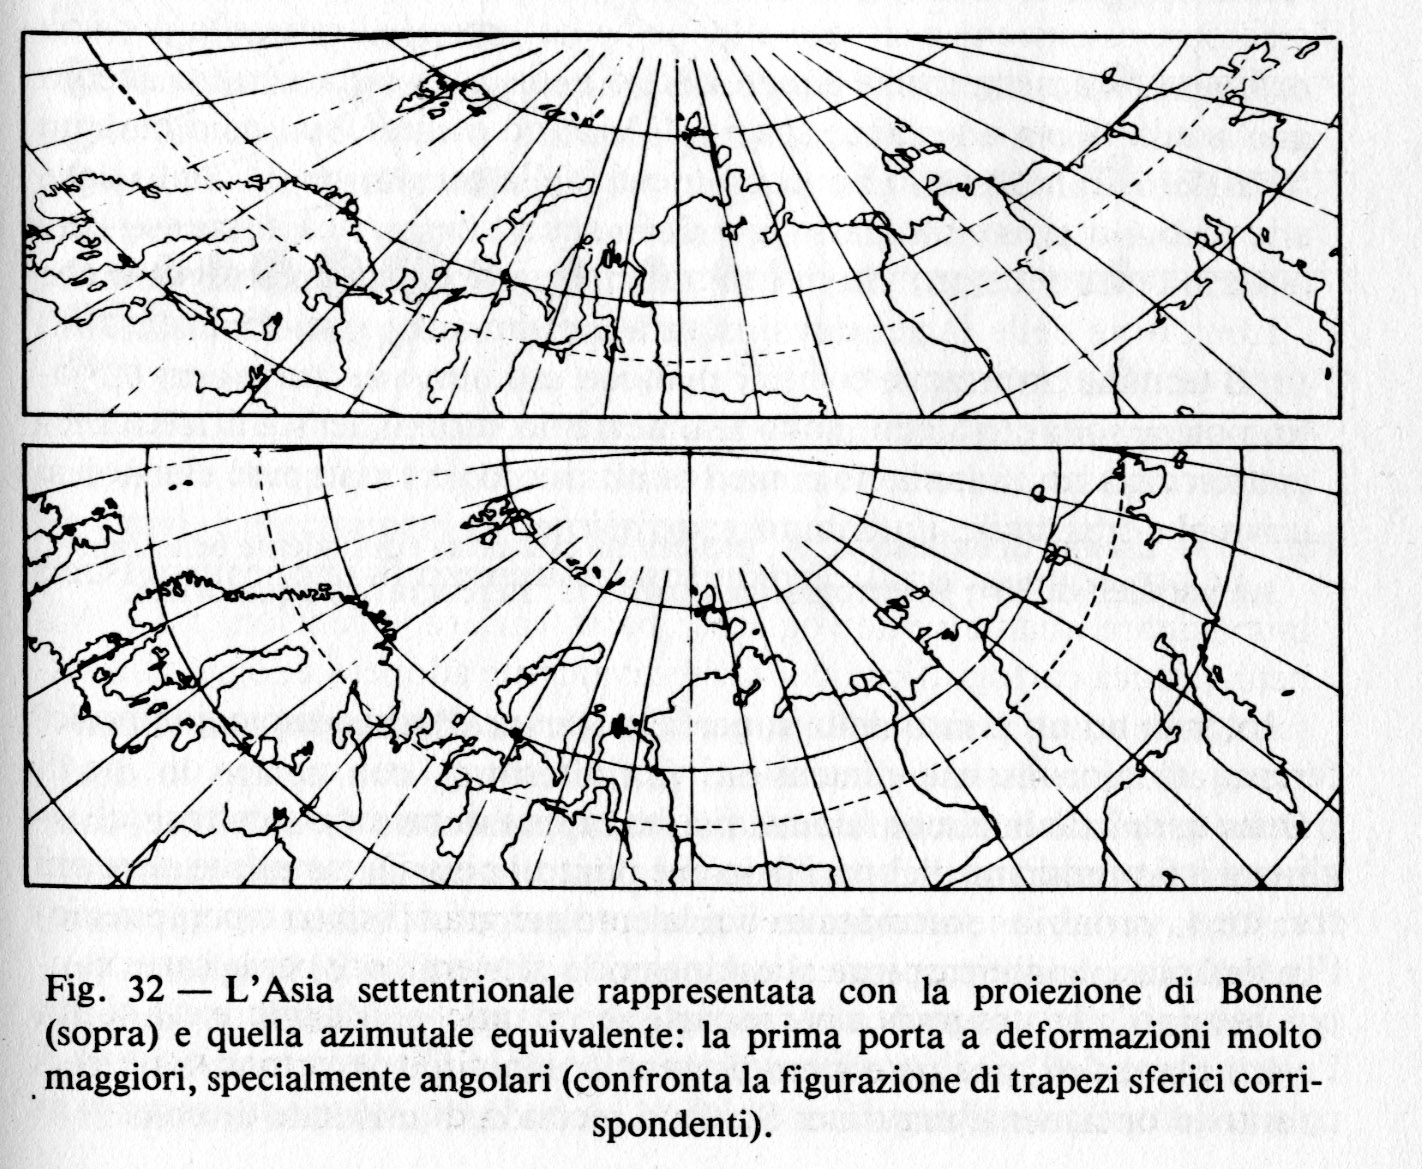 Fig. 32 — L'Asia settentrionale rappresentata con la proiezione di Bonne
(sopra) e quella azimutale equivalente: la prima porta a deformazioni molto
maggiori, specialmente angolari (confronta la figurazione di trapezi sferici corri-
spondenti).